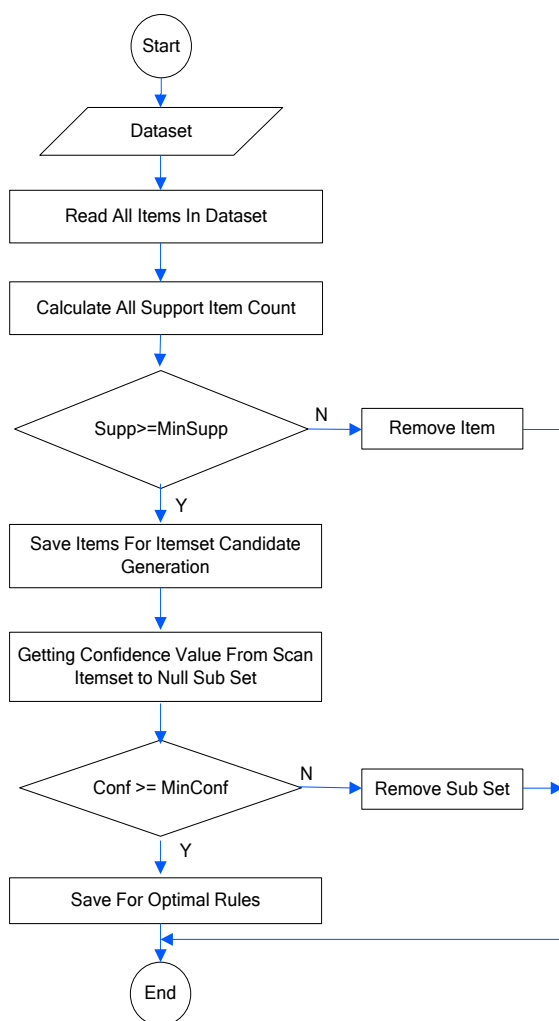 Start
Dataset
Read All Items In Dataset
Calculate All Support Item Count
Supp>=MinSupp
N
Remove Item
Y
Save Items For Itemset Candidate
Generation
Getting Confidence Value From Scan
Itemset to Null Sub Set
Conf >= MinConf
N
Remove Sub Set
Y
Save For Optimal Rules
End